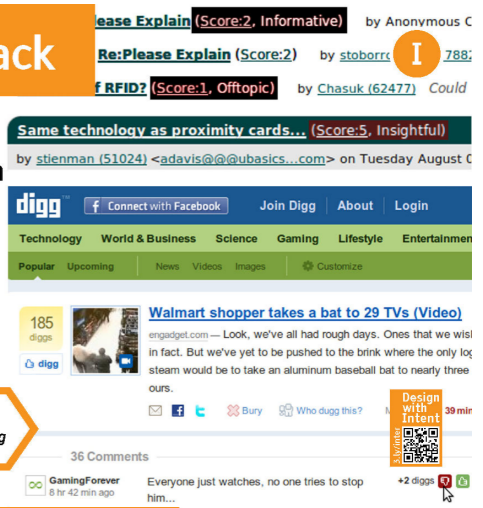 ease Explain (Score:2, Informative) by Anonymous C
ack
Re:Please Explain (Score:2) by stoborro 7882
I
f RFID? (Score:1, Offtopic) by Chasuk (62477) Could
Same technology as proximity cards... (Score:5, Insightful)
by stienman (51024) <adavis@@@ubasics...com> on Tuesday August 0
digg™ f Connect with Facebook Join Digg About Login
Technology World & Business Science Gaming Lifestyle Entertainmen
Popular Upcoming News Videos Images Customize
Walmart shopper takes a bat to 29 TVs (Video)
185
diggs
digg
engadget.com — Look, we've all had rough days. Ones that we wis
in fact. But we've yet to be pushed to the brink where the only log
steam would be to take an aluminum baseball bat to nearly three
ours.
Bury Who dugg this? M 39 min
Design
with
Intent
g
36 Comments
GamingForever
8 hr 42 min ago
Everyone just watches, no one tries to stop
him...
+2 diggs